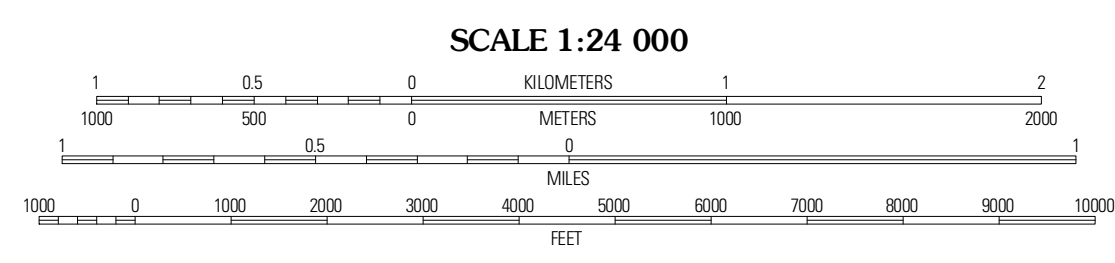 SCALE 1:24 000
1 0.5 0 KILOMETERS 1 2
1000 500 0 METERS 1000 2000
1 0.5 0 1
MILES
1000 0 1000 2000 3000 4000 5000 6000 7000 8000 9000 10000
FEET